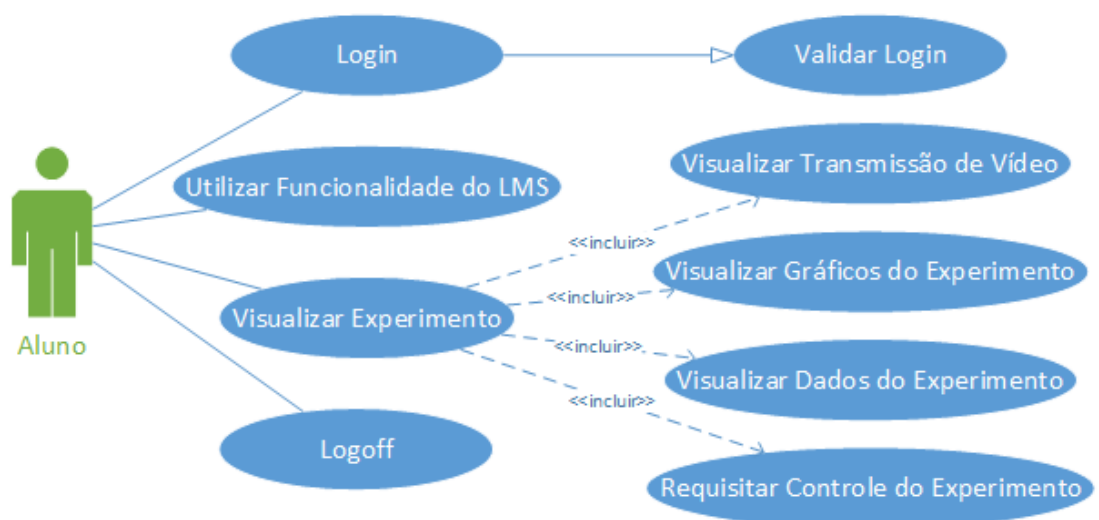 Login
Validar Login
Visualizar Transmissão de Vídeo
Utilizar Funcionalidade do LMS
<<incluir>>
Visualizar Gráficos do Experimento
<<incluir>>
Visualizar Experimento
Aluno
<<incluir>>
Visualizar Dados do Experimento
<<incluir>>
Logoff
Requisitar Controle do Experimento